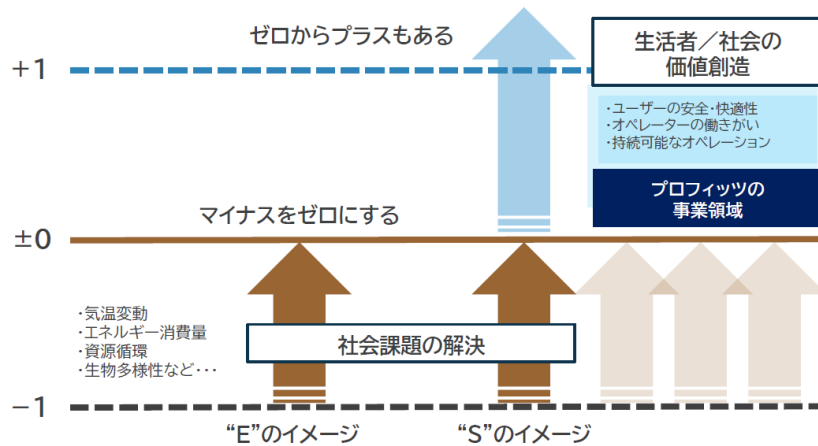 ゼロからプラスもある
生活者／社会の
価値創造
+1
・ユーザーの安全・快適性
・オペレーターの働きがい
・持続可能なオペレーション
プロフィッツの
事業領域
マイナスをゼロにする
±0
・気温変動
・エネルギー消費量
・資源循環
・生物多様性など・・・
社会課題の解決
−1
“E”のイメージ
“S”のイメージ